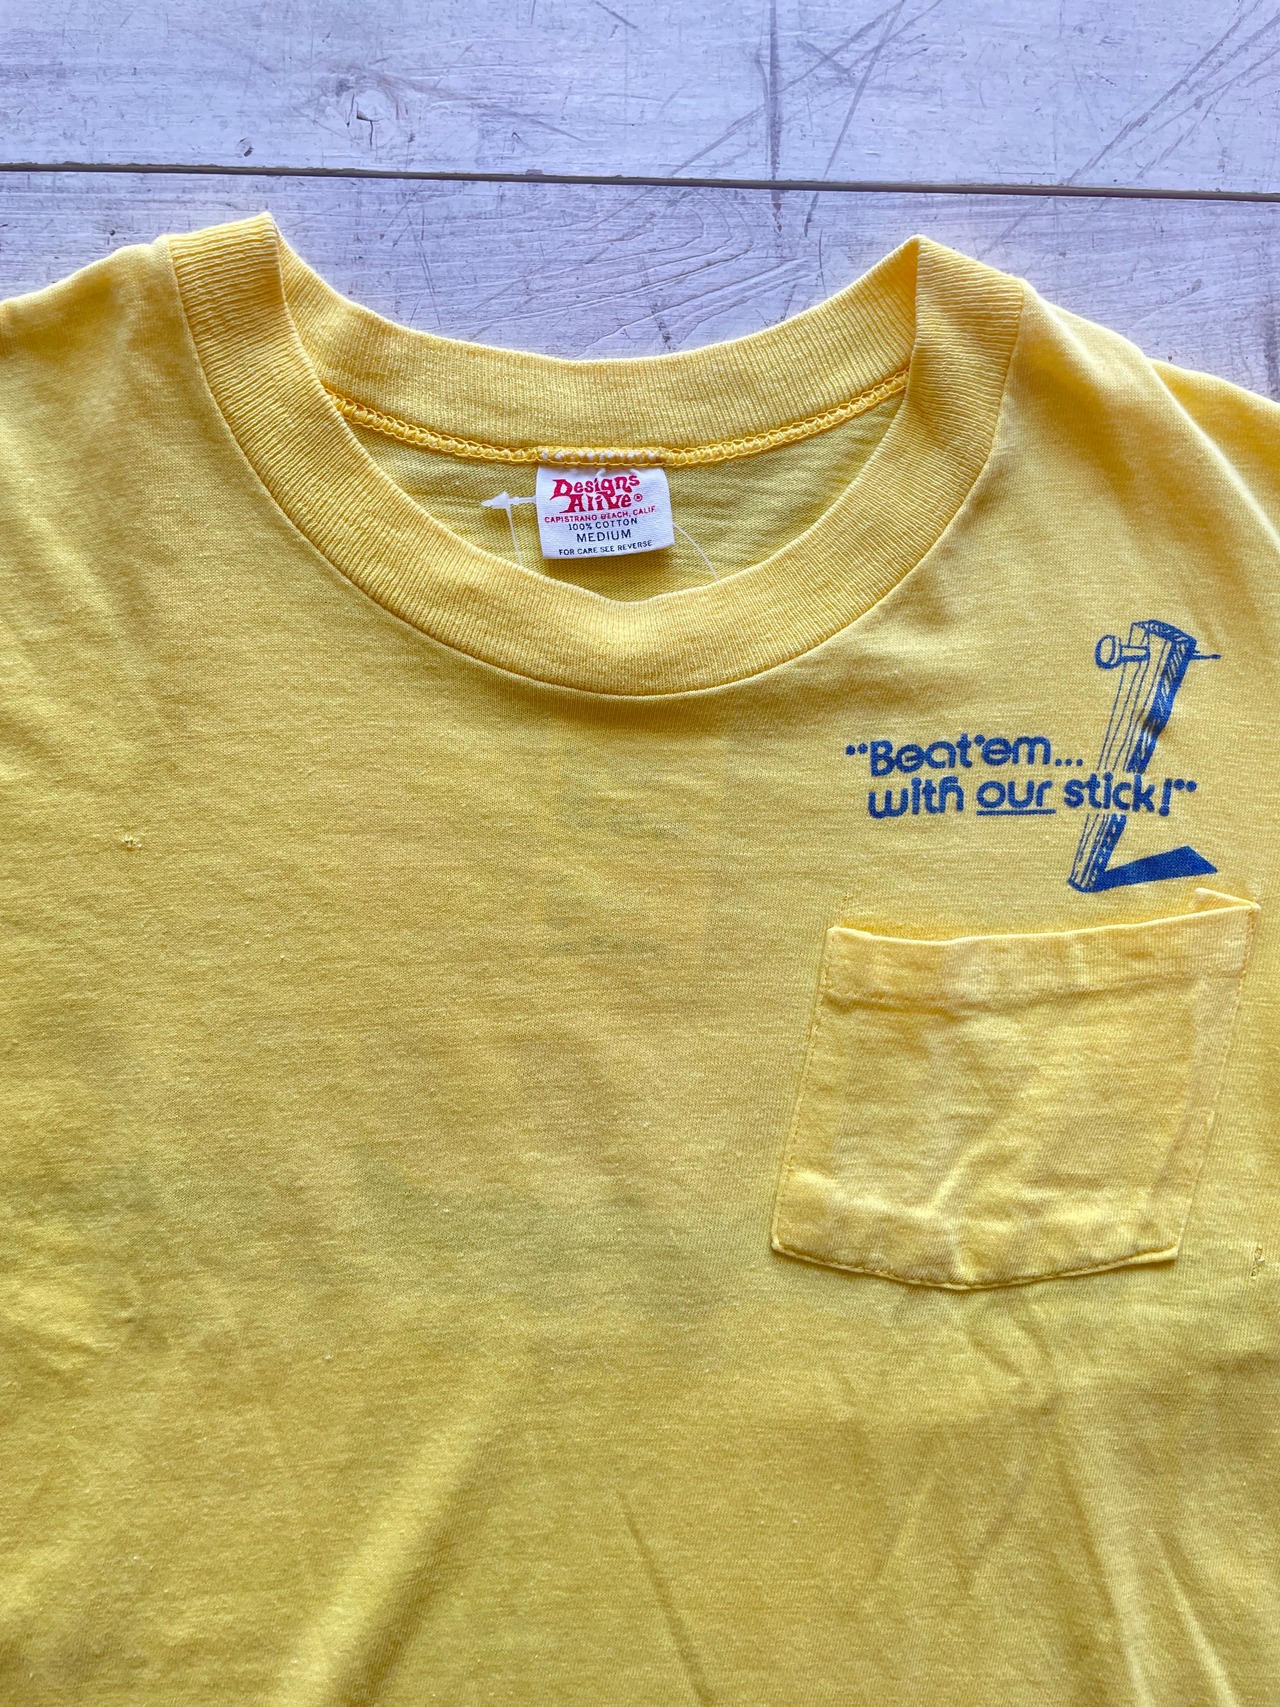 Designs
Alive®
CAPISTRANO BEACH, CALIF.
100% COTTON
MEDIUM
FOR CARE SEE REVERSE
"Beat'em...
with our stick!"